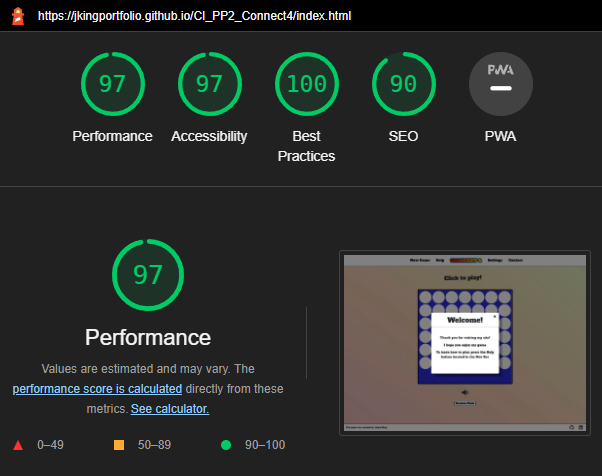 https://jkingportfolio.github.io/CI_PP2_Connect4/index.html
97 97 100 90 PWA
Performance Accessibility Best Practices SEO PWA
97
Performance
Values are estimated and may vary. The
performance score is calculated directly from these
metrics. See calculator.
0–49 50–89 90–100
New Game Help Settings Contact
Click to play!
Welcome!
Thank you for visiting my site!
I hope you enjoy my game
To learn how to play press the Help
button located in the Nav Bar